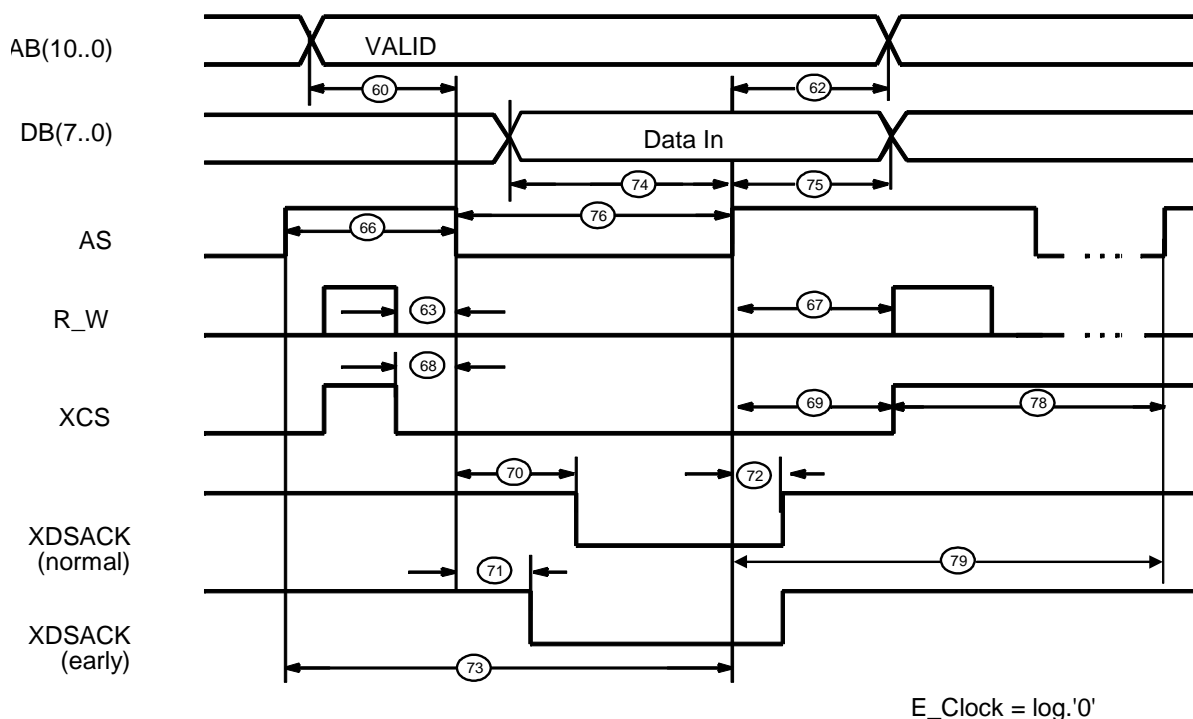 AB(10..0)
VALID
60
62
DB(7..0)
Data In
74
75
AS
66
76
R_W
63
67
68
XCS
69
78
70
72
XDSACK
(normal)
71
79
XDSACK
(early)
73
E_Clock = log.'0'